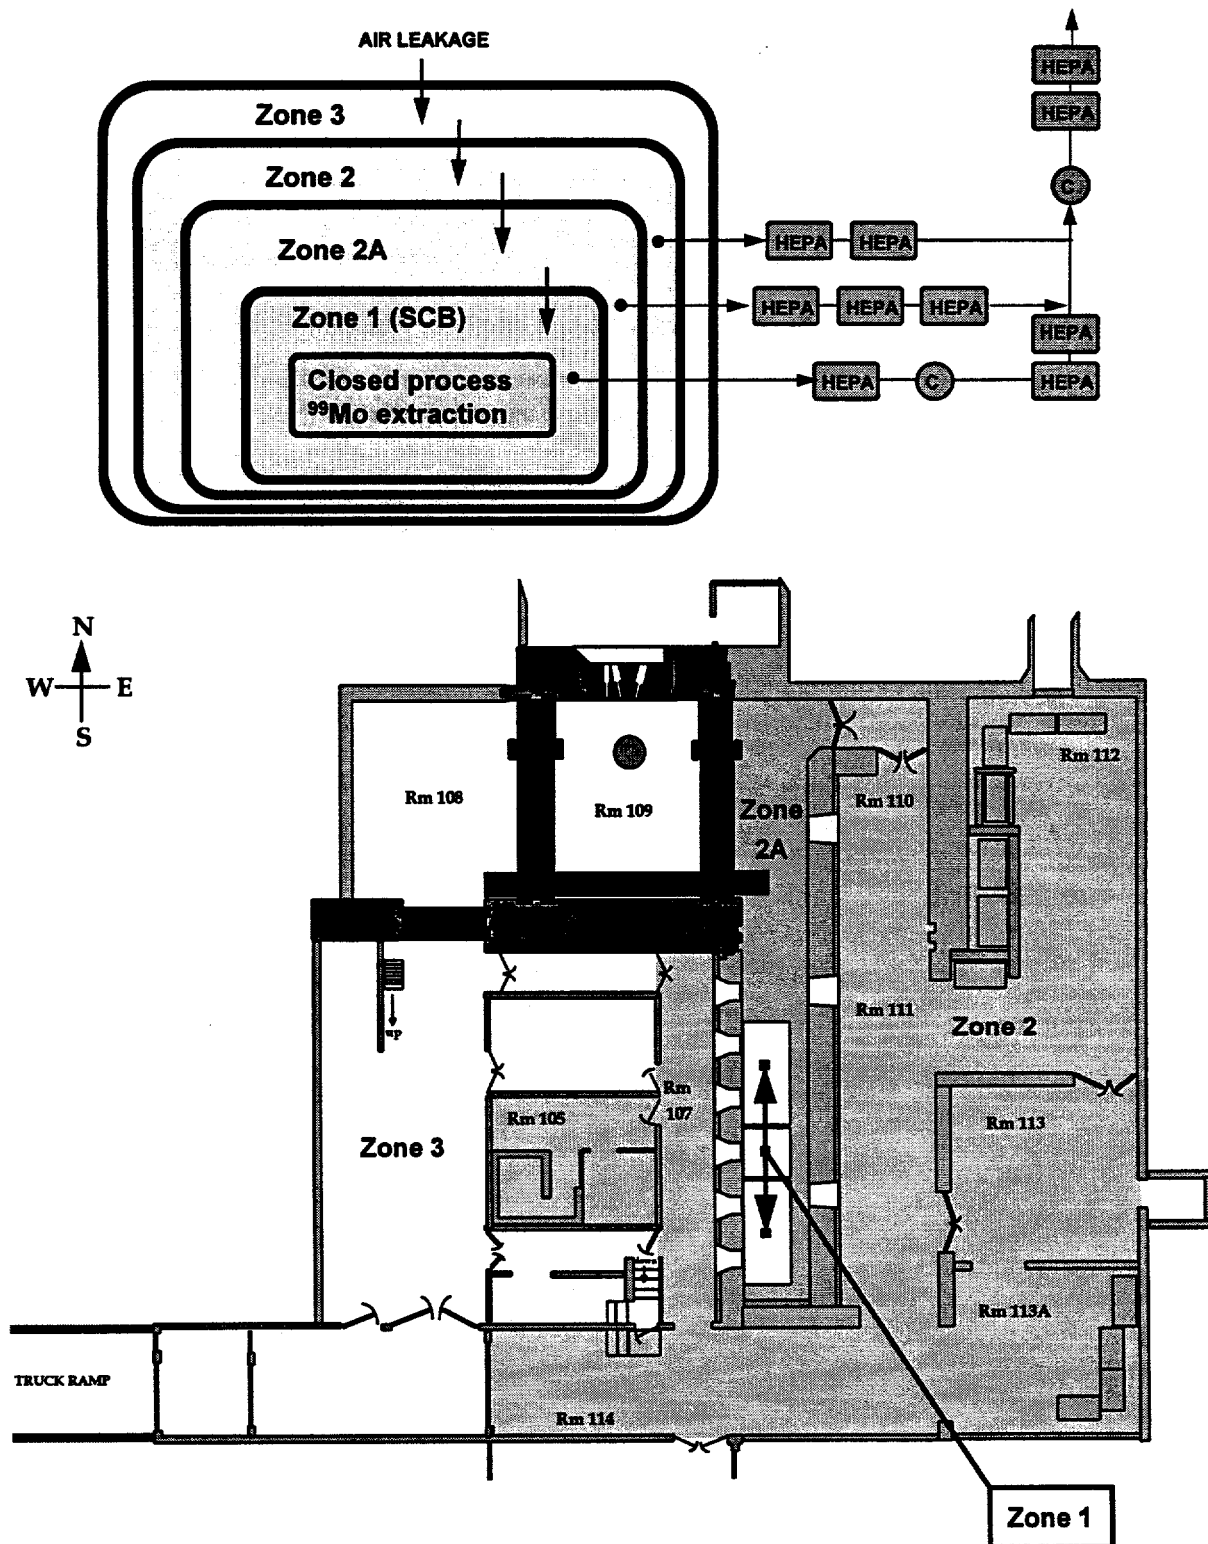 AIR LEAKAGE
Zone 3
Zone 2
Zone 2A
Zone 1 (SCB)
Closed process
⁹⁹Mo extraction
HEPA
HEPA
C
HEPA
HEPA
HEPA
HEPA
HEPA
HEPA
HEPA
C
HEPA
N
W
E
S
Rm 108
Rm 109
Zone
2A
Rm 110
Rm 112
up
Rm 111
Zone 2
Rm
107
Rm 105
Rm 113
Zone 3
Rm 113A
TRUCK RAMP
Rm 114
Zone 1